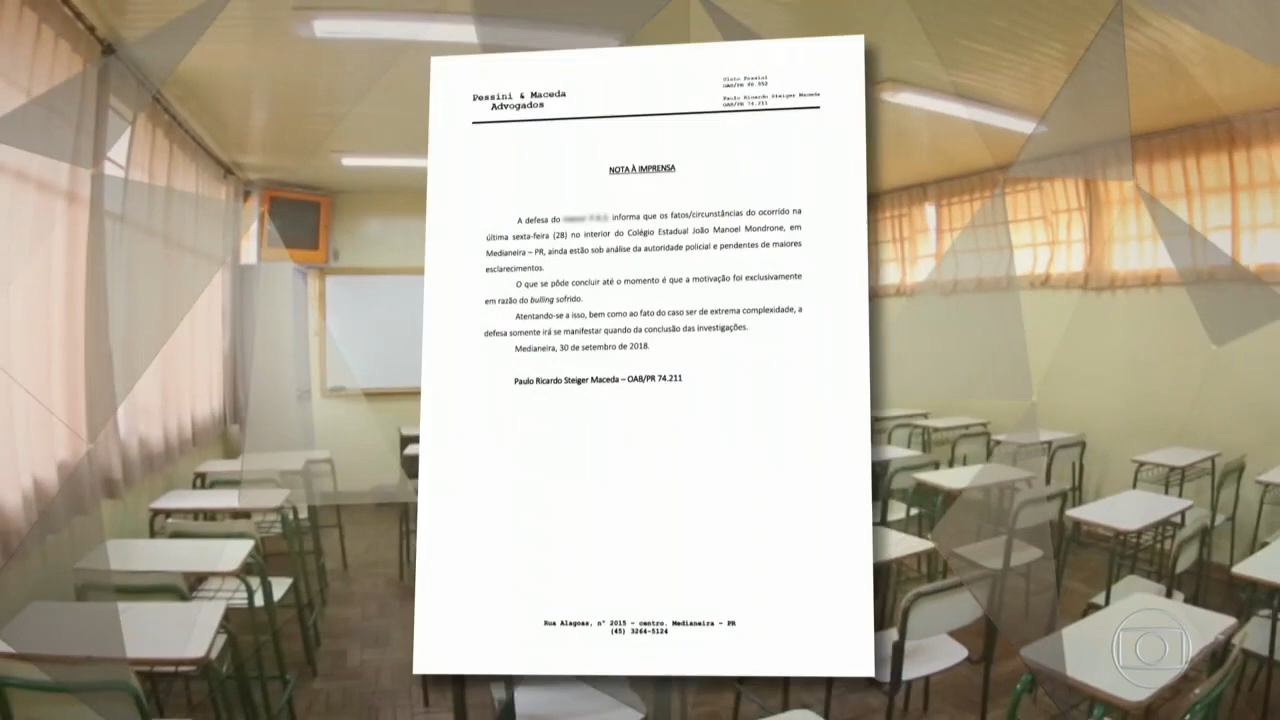 Pessini & Maceda
Advogados
OAB/PR
Paulo Ricardo Steiger Maceda
OAB/PR 74.211
NOTA À IMPRENSA
A defesa do informa que os fatos/circunstâncias do ocorrido na
última sexta-feira (28) no interior do Colégio Estadual João Manoel Mondrone, em
Medianeira – PR, ainda estão sob análise da autoridade policial e pendentes de maiores
esclarecimentos.
O que se pôde concluir até o momento é que a motivação foi exclusivamente
em razão do bulling sofrido.
Atentando-se a isso, bem como ao fato do caso ser de extrema complexidade, a
defesa somente irá se manifestar quando da conclusão das investigações.
Medianeira, 30 de setembro de 2018.
Paulo Ricardo Steiger Maceda – OAB/PR 74.211
Rua Alagoas, n° 2015 – centro. Medianeira – PR
(45) 3264-5124